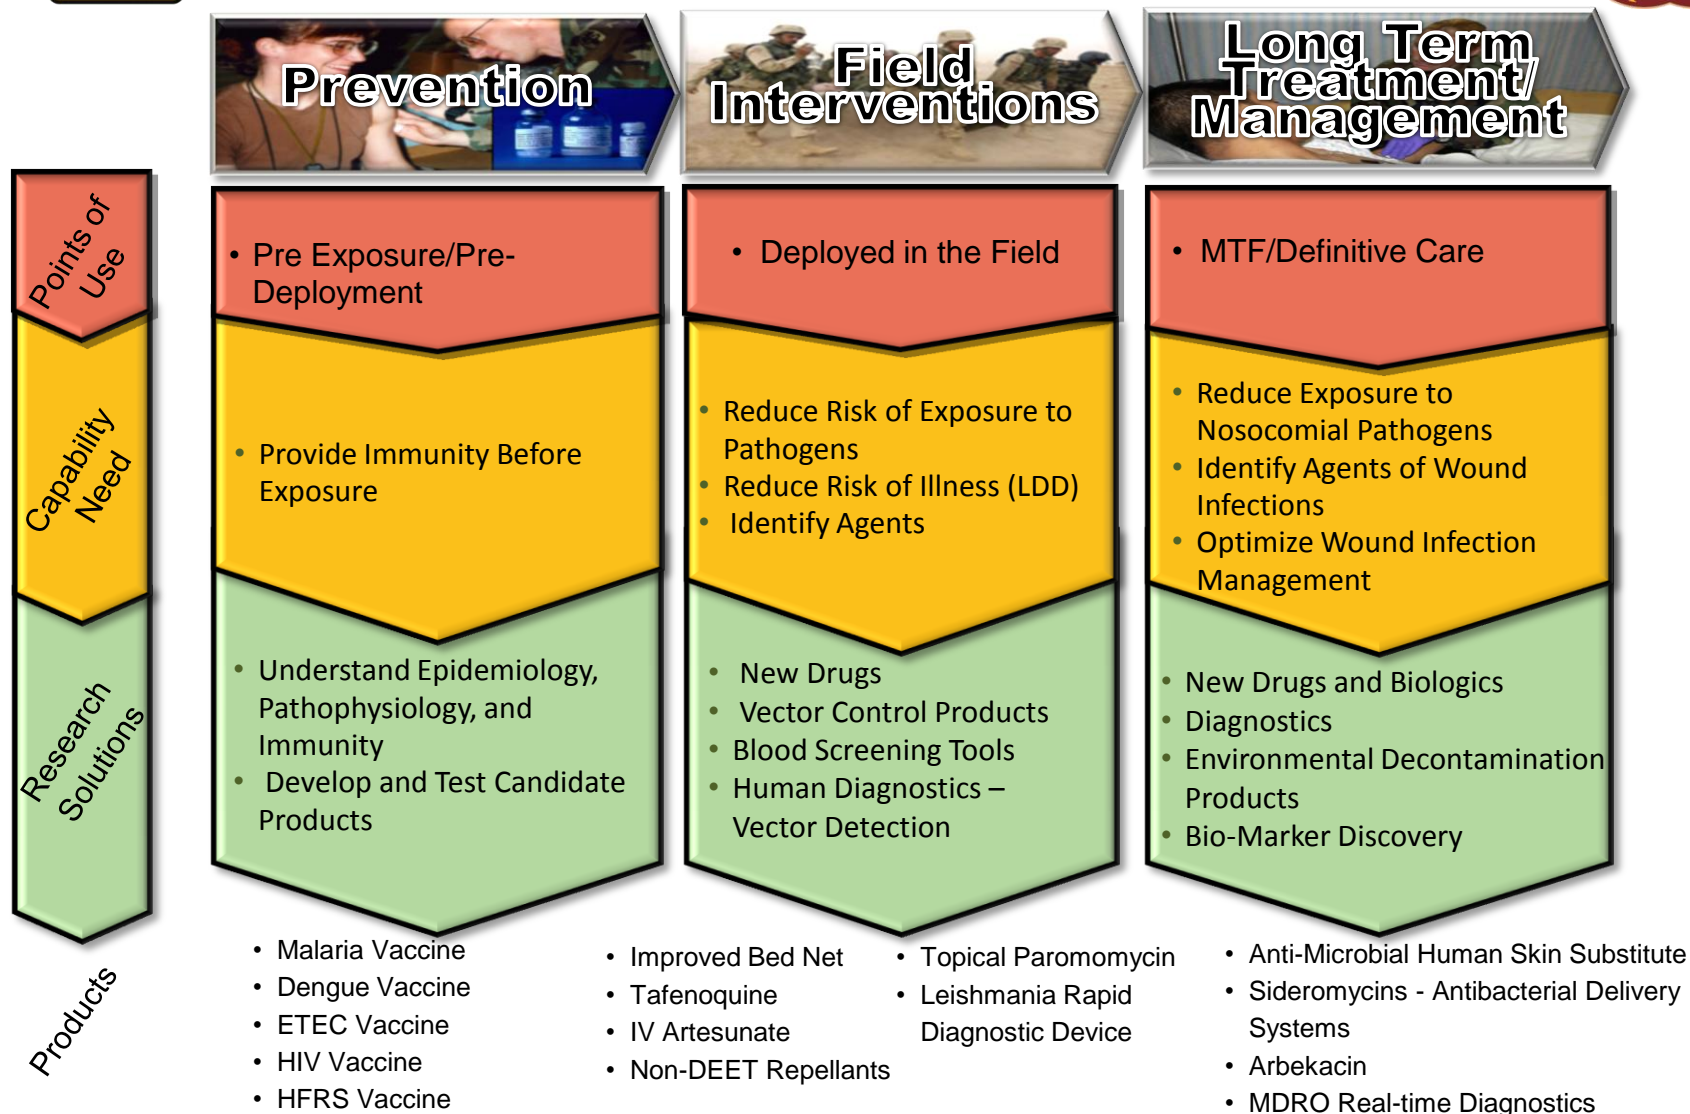 Prevention
Field
Interventions
Long Term
Treatment/
Management
Points of
Use
• Pre Exposure/Pre-
Deployment
• Deployed in the Field
• MTF/Definitive Care
Capability
Need
• Provide Immunity Before
Exposure
• Reduce Risk of Exposure to
Pathogens
• Reduce Risk of Illness (LDD)
• Identify Agents
• Reduce Exposure to
Nosocomial Pathogens
• Identify Agents of Wound
Infections
• Optimize Wound Infection
Management
Research
Solutions
• Understand Epidemiology,
Pathophysiology, and
Immunity
• Develop and Test Candidate
Products
• New Drugs
• Vector Control Products
• Blood Screening Tools
• Human Diagnostics –
Vector Detection
• New Drugs and Biologics
• Diagnostics
• Environmental Decontamination
Products
• Bio-Marker Discovery
Products
• Malaria Vaccine
• Dengue Vaccine
• ETEC Vaccine
• HIV Vaccine
• HFRS Vaccine
• Improved Bed Net
• Tafenoquine
• IV Artesunate
• Non-DEET Repellants
• Topical Paromomycin
• Leishmania Rapid
Diagnostic Device
• Anti-Microbial Human Skin Substitute
• Sideromycins - Antibacterial Delivery
Systems
• Arbekacin
• MDRO Real-time Diagnostics